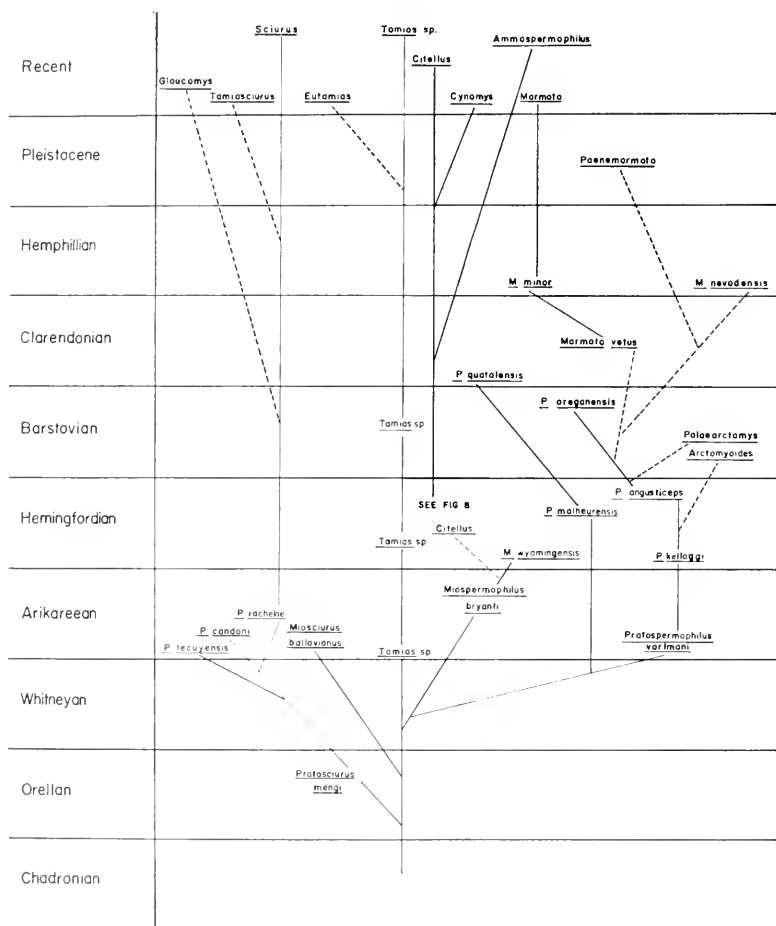 Sciurus
Tomias sp.
Ammospermophilus
Recent
Citellus
Glaucomys
Tamiasciurus
Eutamias
Cynomys
Marmota
Pleistocene
Paenemarmota
Hemphillian
M minor
M nevadensis
Clarendonian
Marmota vetus
P quatalensis
P oregonensis
Barstovian
Tamias sp
Palaearctomys
Arctomyoides
SEE FIG 8
P angusticeps
Hemingfordian
P malheurensis
Citellus
Tamias sp
M wyomingensis
P kelloggi
Arikareean
Miospermophilus
bryanti
P rachelae
P condoni
Miosciurus
ballovianus
P tecuyensis
Tamias sp
Protospermophilus
vortmani
Whitneyan
Orellan
Protosciurus
mengi
Chadronian